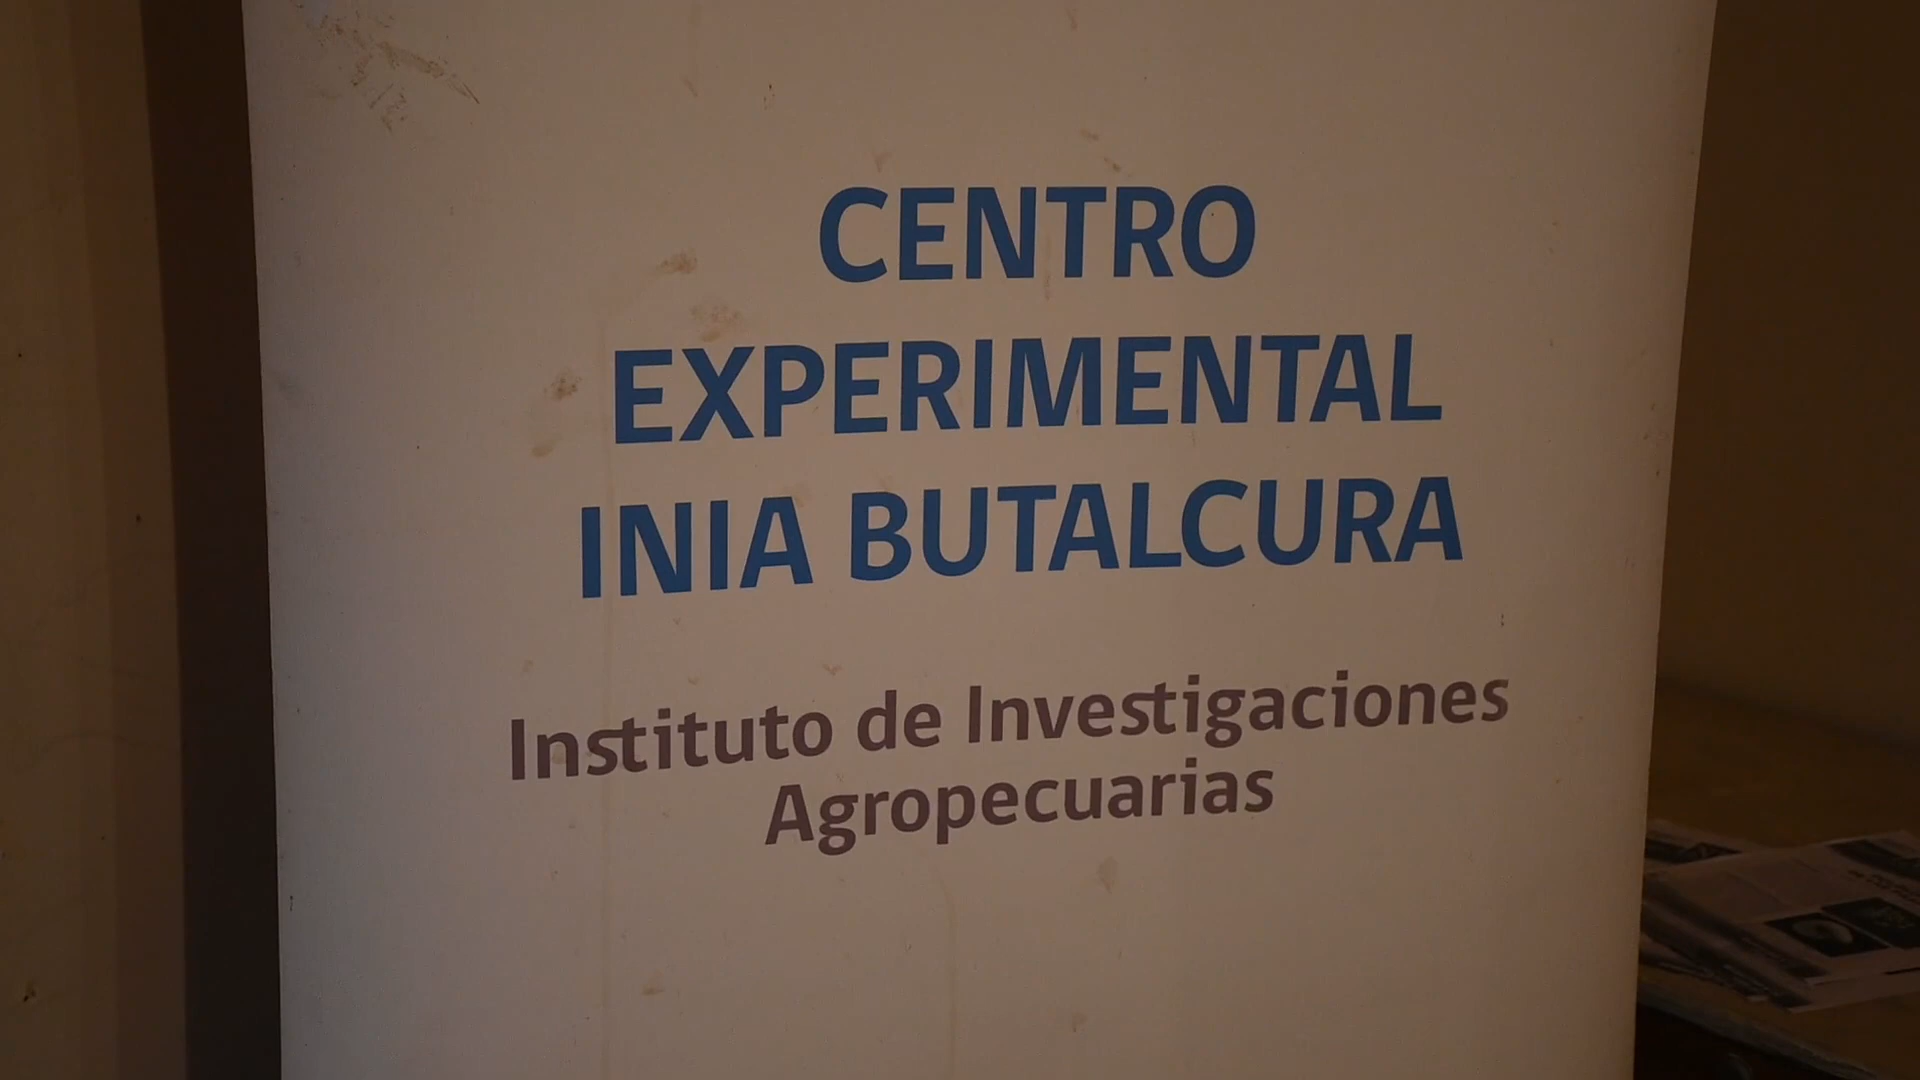 CENTRO
EXPERIMENTAL
INIA BUTALCURA
Instituto de Investigaciones
Agropecuarias